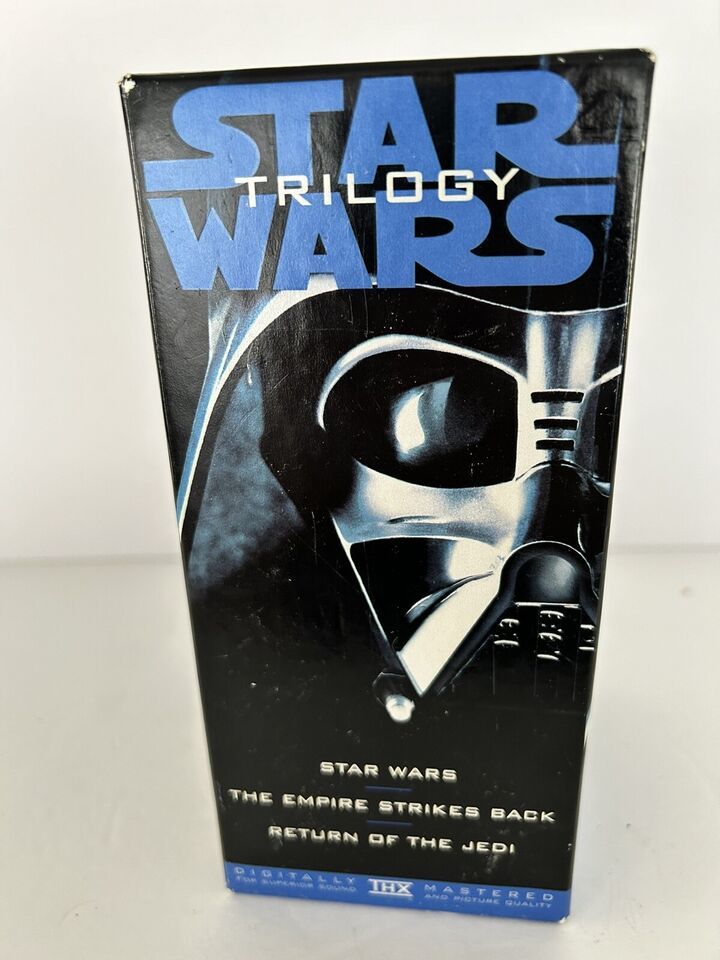 STAR
TRILOGY
WARS
STAR WARS
THE EMPIRE STRIKES BACK
RETURN OF THE JEDI
DIGITALLY THX MASTERED
FOR SUPERIOR SOUND AND PICTURE QUALITY